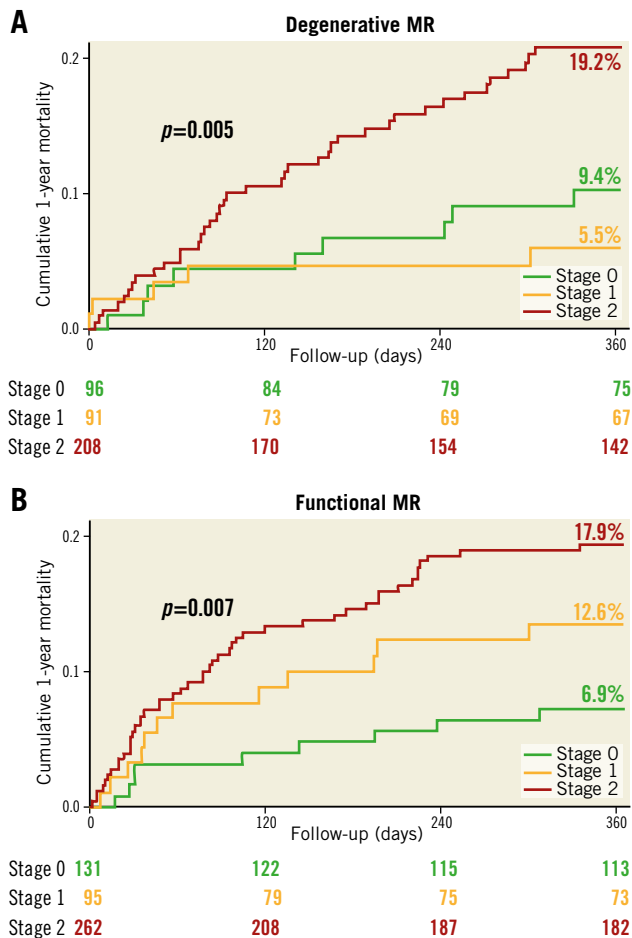 A
Degenerative MR
0.2
19.2%
p=0.005
9.4%
0.1
5.5%
Cumulative 1-year mortality
Stage 0
Stage 1
Stage 2
0.0
0 120 240 360
Follow-up (days)
Stage 0 96 84 79 75
Stage 1 91 73 69 67
Stage 2 208 170 154 142
B
Functional MR
0.2
17.9%
p=0.007
12.6%
0.1
6.9%
Cumulative 1-year mortality
Stage 0
Stage 1
Stage 2
0.0
0 120 240 360
Follow-up (days)
Stage 0 131 122 115 113
Stage 1 95 79 75 73
Stage 2 262 208 187 182